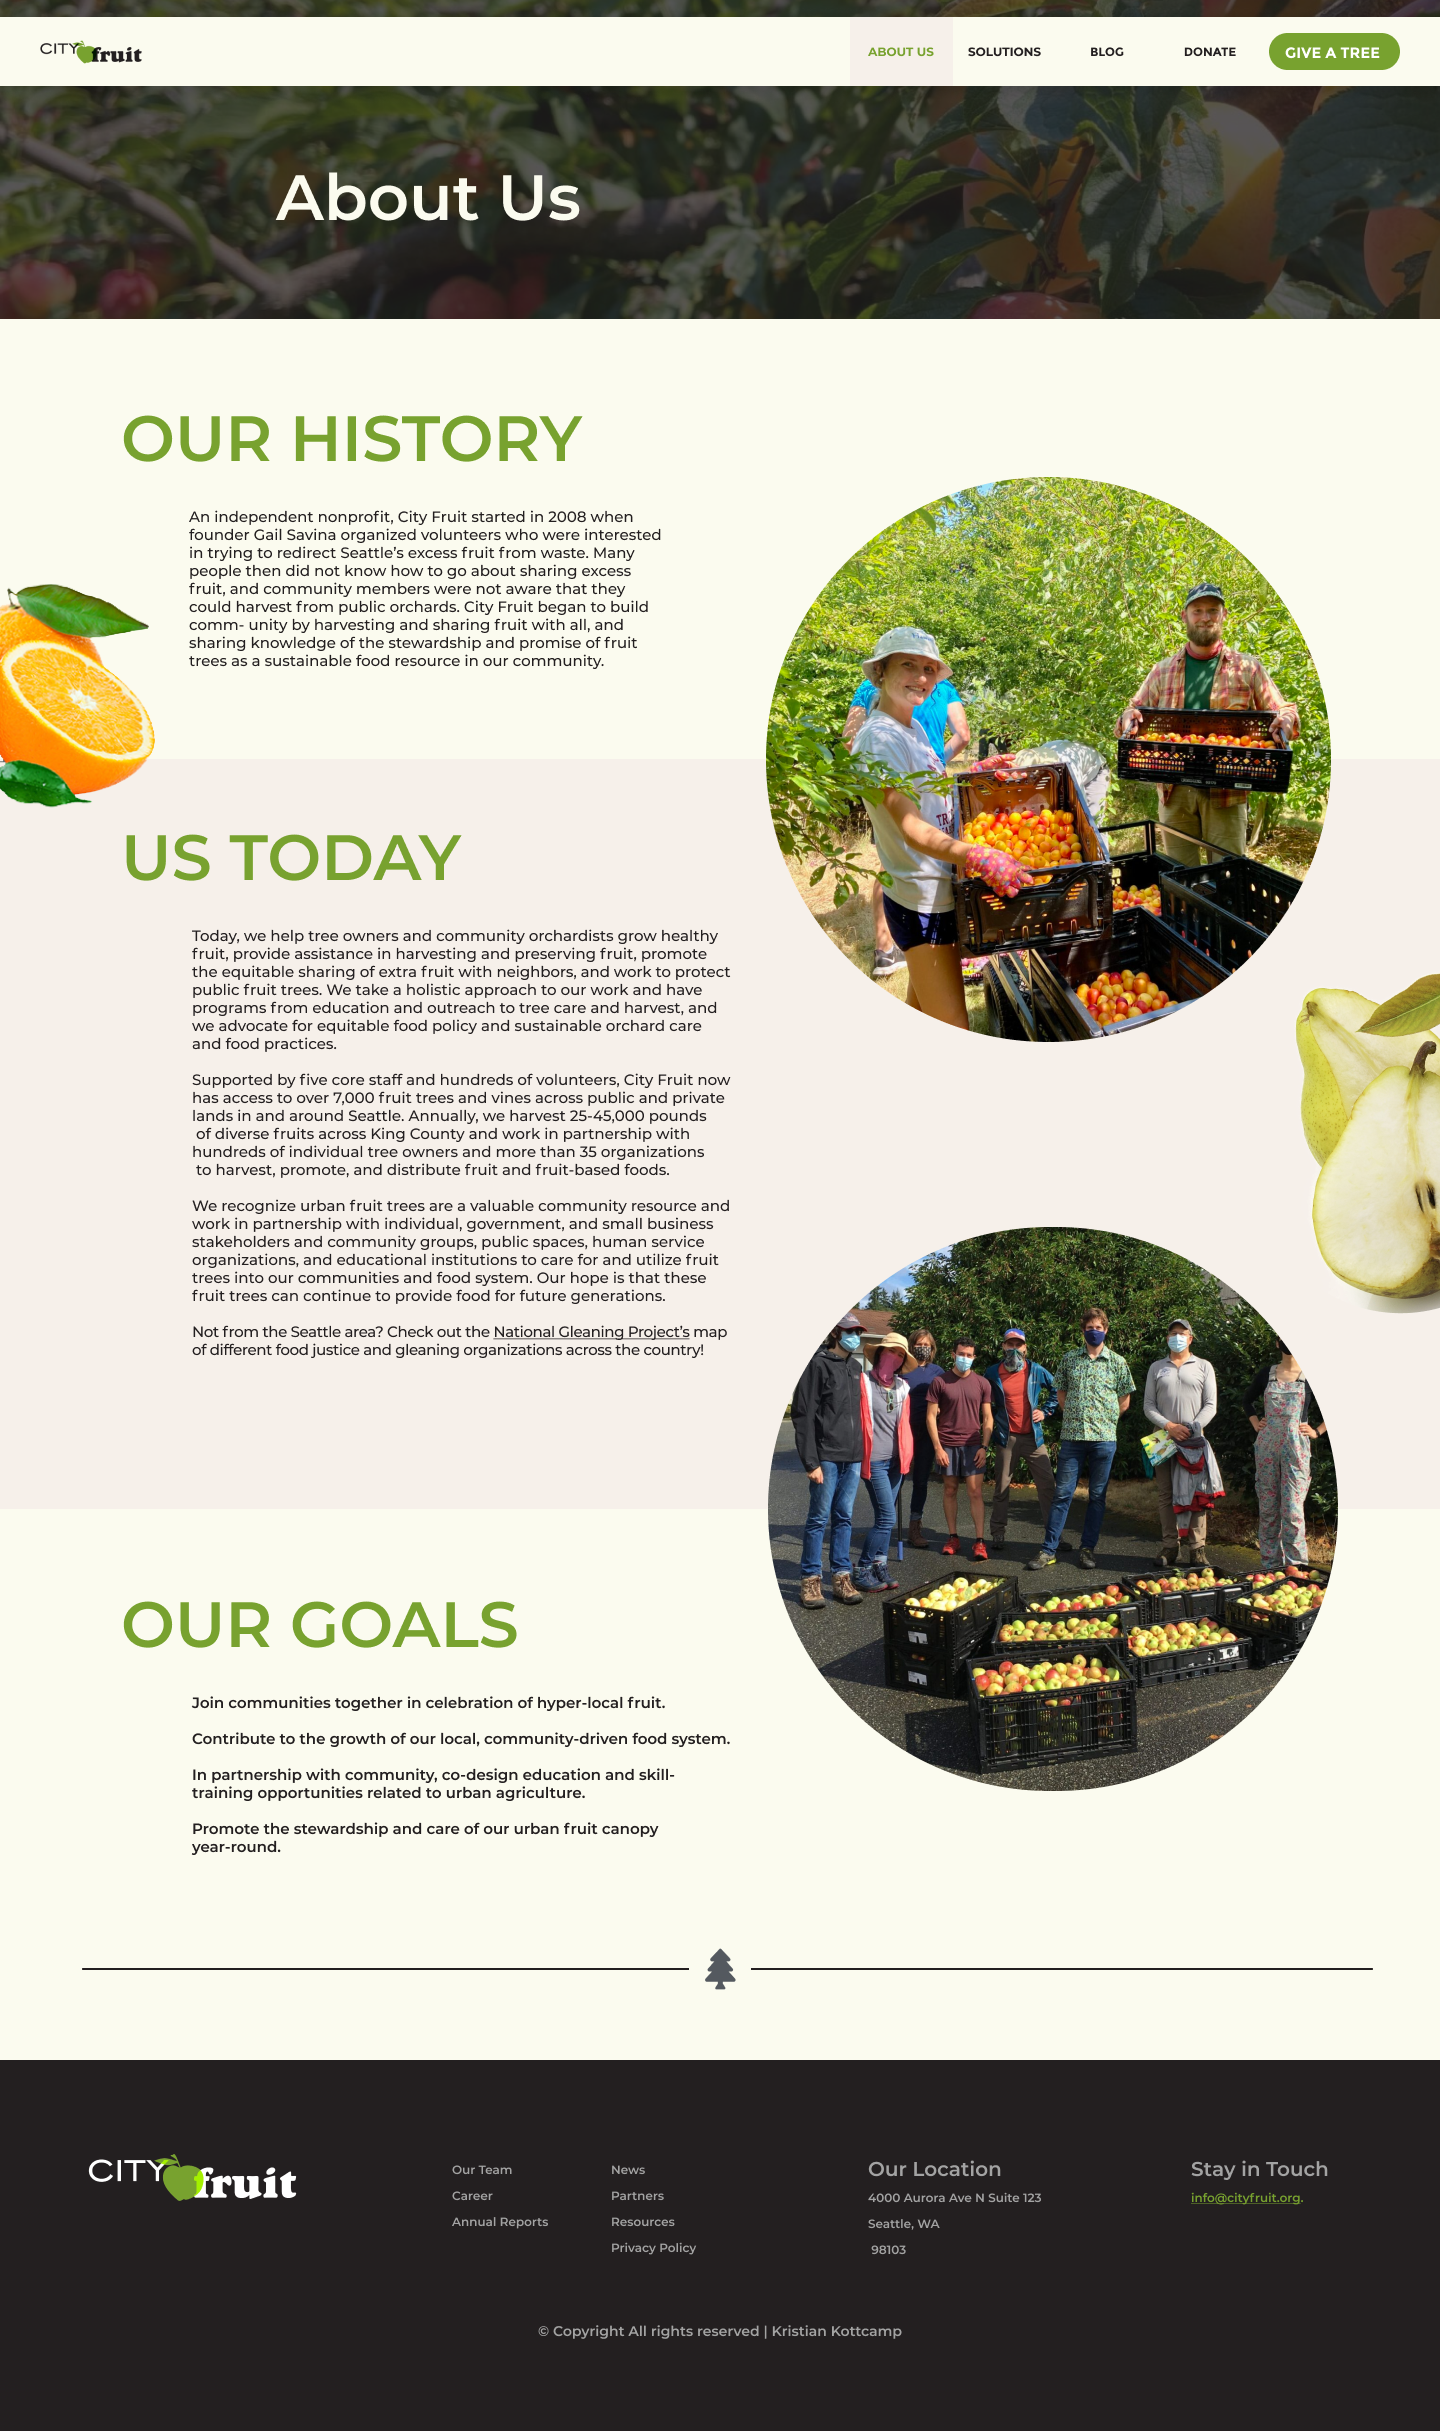 CITY fruit
ABOUT US
SOLUTIONS
BLOG
DONATE
GIVE A TREE
About Us
OUR HISTORY
An independent nonprofit, City Fruit started in 2008 when
founder Gail Savina organized volunteers who were interested
in trying to redirect Seattle’s excess fruit from waste. Many
people then did not know how to go about sharing excess
fruit, and community members were not aware that they
could harvest from public orchards. City Fruit began to build
comm- unity by harvesting and sharing fruit with all, and
sharing knowledge of the stewardship and promise of fruit
trees as a sustainable food resource in our community.
US TODAY
Today, we help tree owners and community orchardists grow healthy
fruit, provide assistance in harvesting and preserving fruit, promote
the equitable sharing of extra fruit with neighbors, and work to protect
public fruit trees. We take a holistic approach to our work and have
programs from education and outreach to tree care and harvest, and
we advocate for equitable food policy and sustainable orchard care
and food practices.
Supported by five core staff and hundreds of volunteers, City Fruit now
has access to over 7,000 fruit trees and vines across public and private
lands in and around Seattle. Annually, we harvest 25-45,000 pounds
of diverse fruits across King County and work in partnership with
hundreds of individual tree owners and more than 35 organizations
to harvest, promote, and distribute fruit and fruit-based foods.
We recognize urban fruit trees are a valuable community resource and
work in partnership with individual, government, and small business
stakeholders and community groups, public spaces, human service
organizations, and educational institutions to care for and utilize fruit
trees into our communities and food system. Our hope is that these
fruit trees can continue to provide food for future generations.
Not from the Seattle area? Check out the National Gleaning Project’s map
of different food justice and gleaning organizations across the country!
OUR GOALS
Join communities together in celebration of hyper-local fruit.
Contribute to the growth of our local, community-driven food system.
In partnership with community, co-design education and skill-
training opportunities related to urban agriculture.
Promote the stewardship and care of our urban fruit canopy
year-round.
CITY fruit
Our Team
Career
Annual Reports
News
Partners
Resources
Privacy Policy
Our Location
4000 Aurora Ave N Suite 123
Seattle, WA
98103
Stay in Touch
info@cityfruit.org.
© Copyright All rights reserved | Kristian Kottcamp